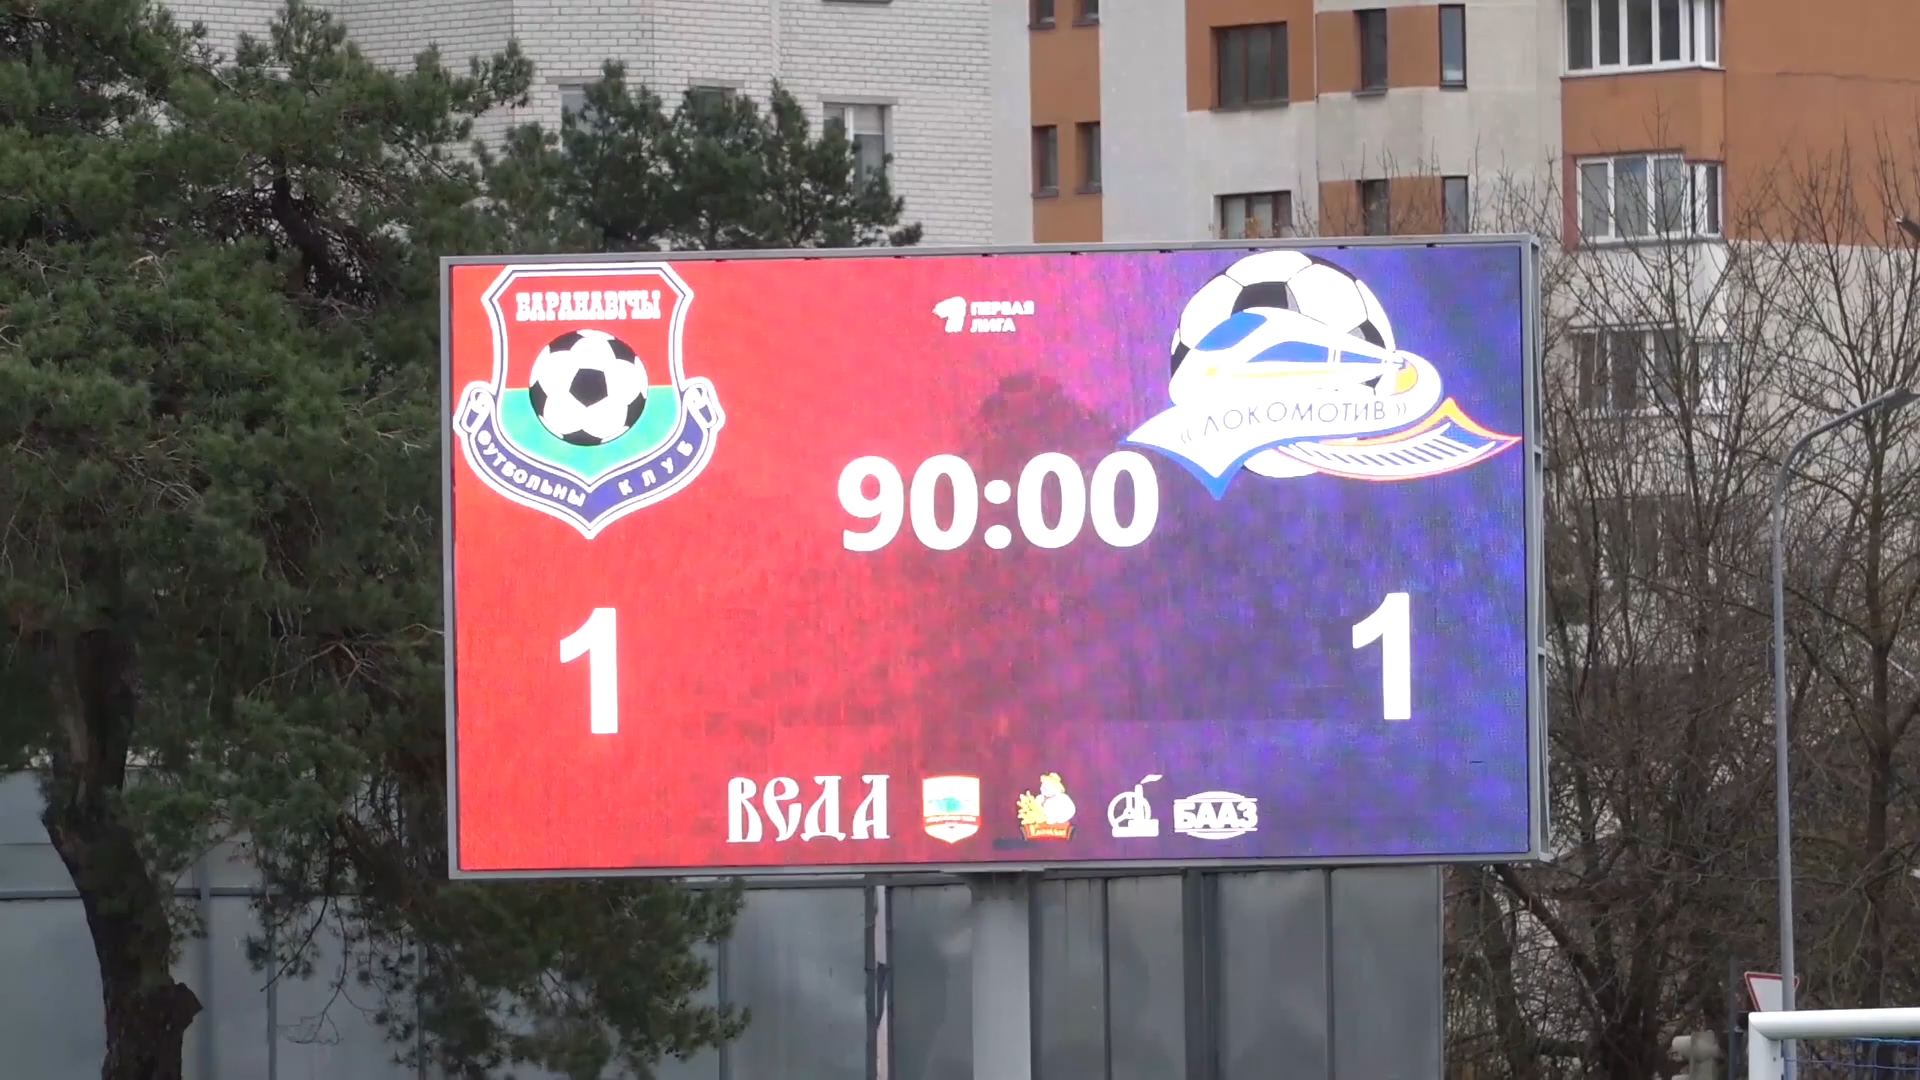 БАРАНАВІЧЫ
ФУТБОЛЬНЫ КЛУБ
ПЕРВАЯ
ЛИГА
«ЛОКОМОТИВ»
90:00
1
1
ВЕДА
БААЗ